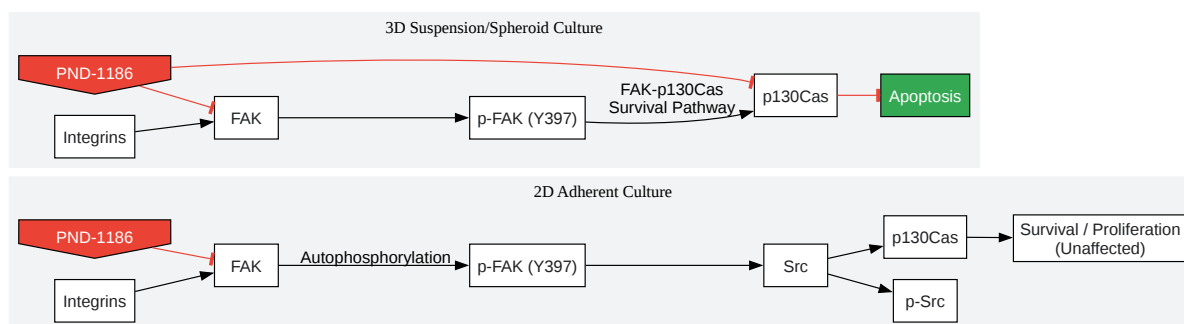 3D Suspension/Spheroid Culture
PND-1186
Integrins
FAK
p-FAK (Y397)
FAK-p130Cas
Survival Pathway
p130Cas
Apoptosis
2D Adherent Culture
PND-1186
Integrins
FAK
Autophosphorylation
p-FAK (Y397)
Src
p130Cas
p-Src
Survival / Proliferation
(Unaffected)